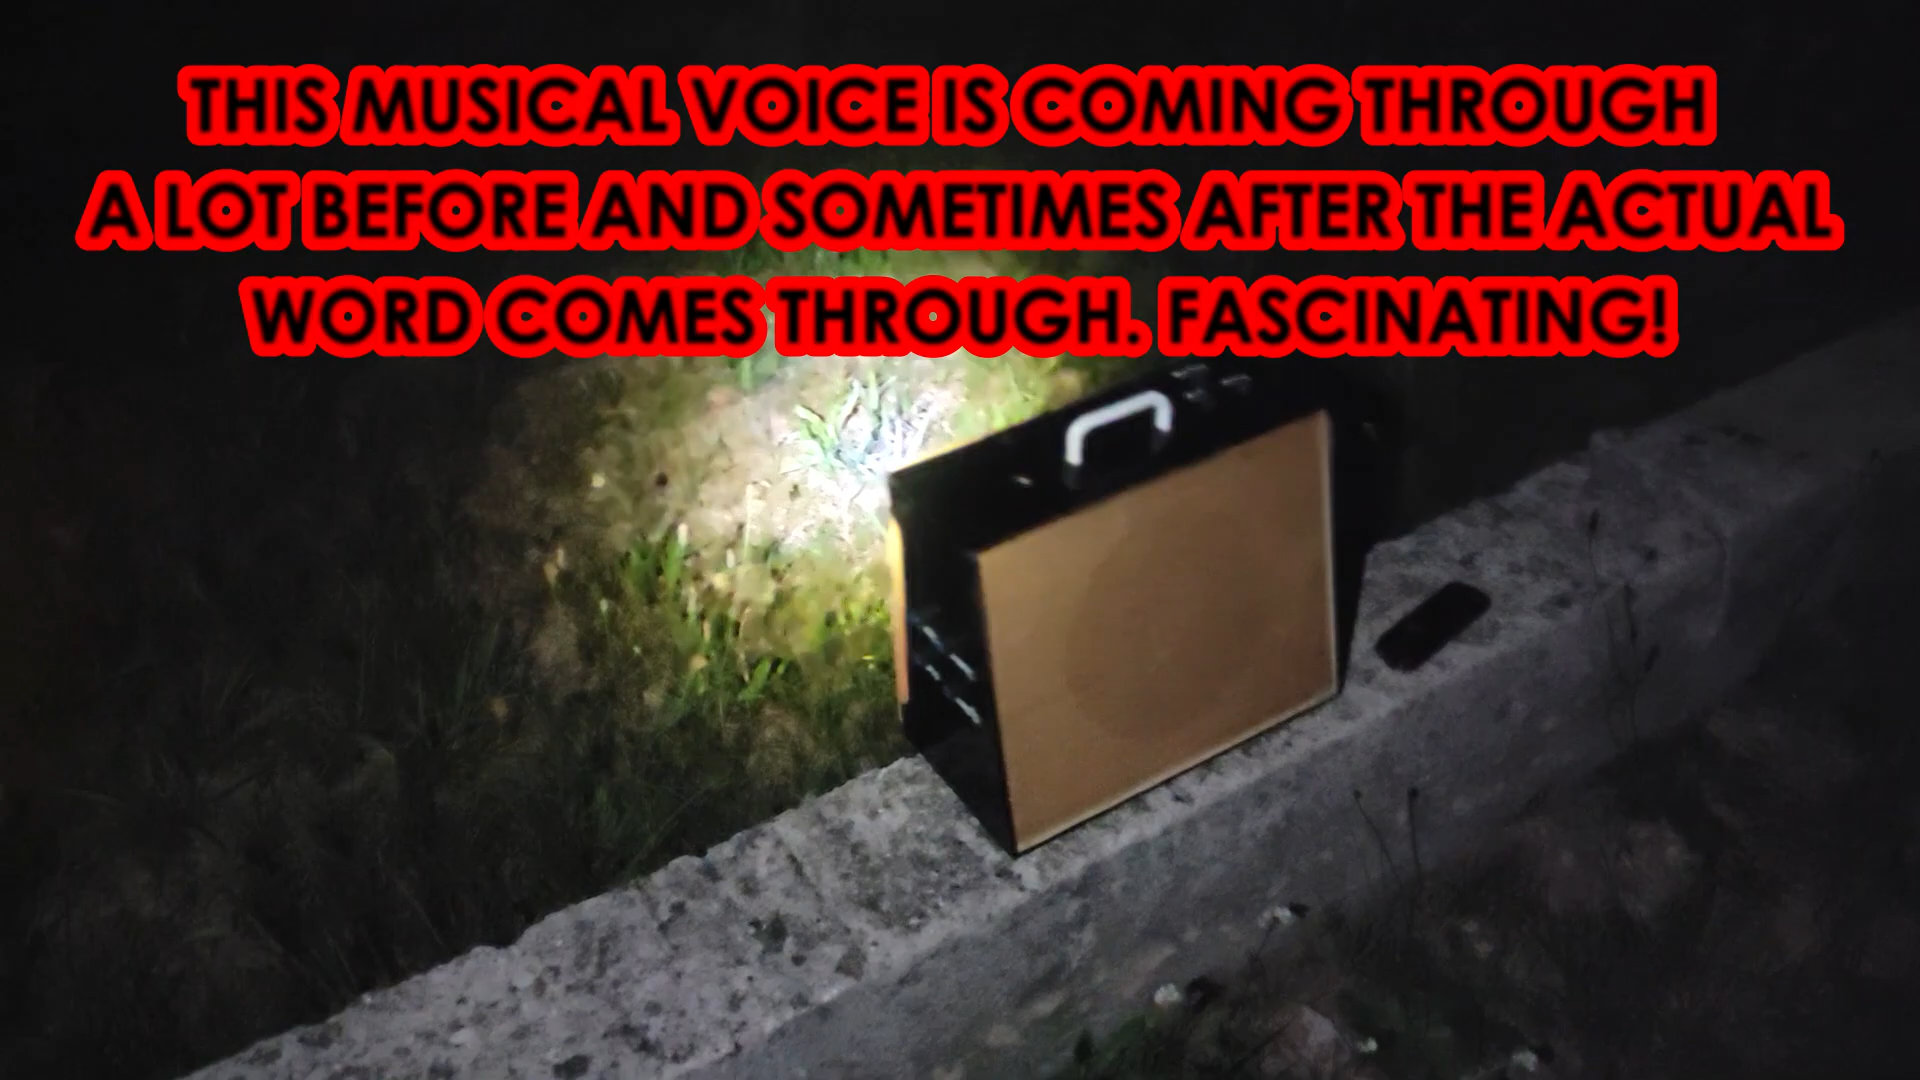 THIS MUSICAL VOICE IS COMING THROUGH
A LOT BEFORE AND SOMETIMES AFTER THE ACTUAL
WORD COMES THROUGH. FASCINATING!